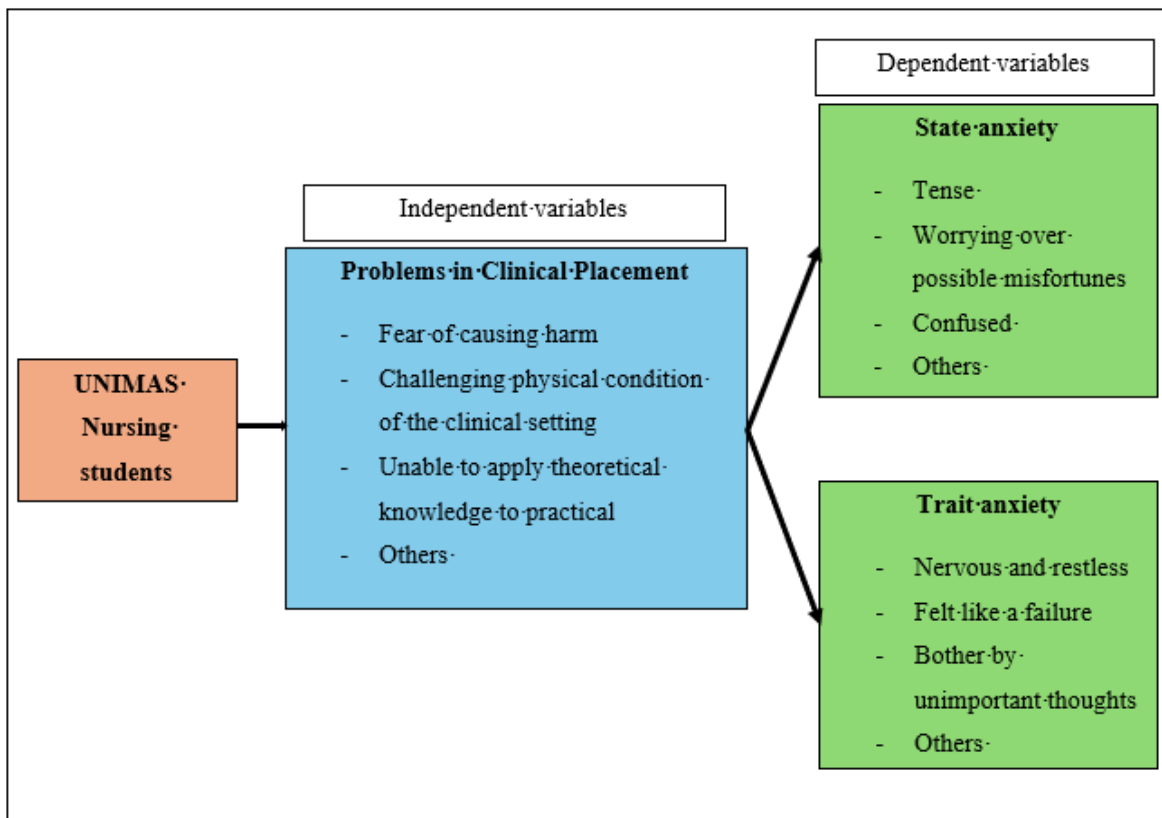 UNIMAS·
Nursing·
students
Independent·variables
Problems·in·Clinical·Placement
- Fear·of·causing·harm
- Challenging·physical·condition·
of·the·clinical·setting
- Unable·to·apply·theoretical·
knowledge·to·practical
- Others·
Dependent·variables
State·anxiety
- Tense·
- Worrying·over·
possible·misfortunes
- Confused·
- Others·
Trait·anxiety
- Nervous·and·restless
- Felt·like·a·failure
- Bother·by·
unimportant·thoughts
- Others·